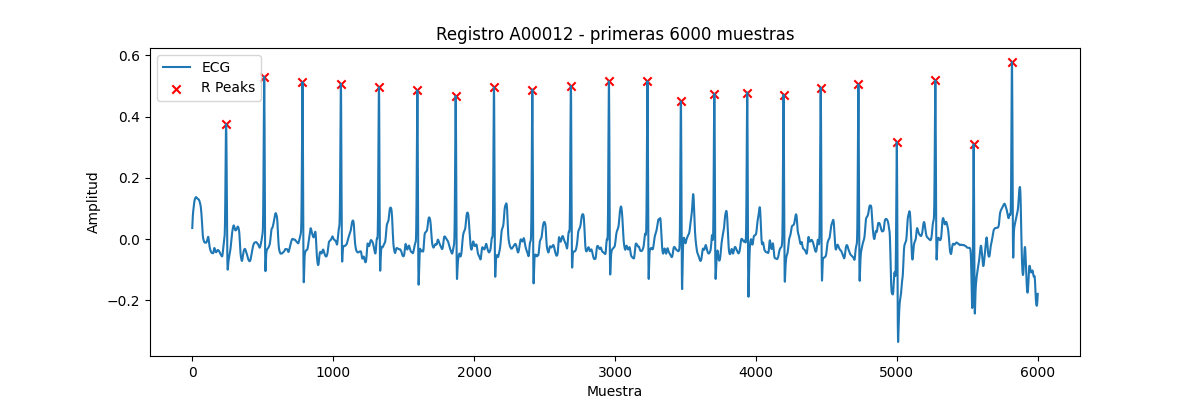 Registro A00012 - primeras 6000 muestras
ECG
R Peaks
Amplitud
0.6
0.4
0.2
0.0
−0.2
0 1000 2000 3000 4000 5000 6000
Muestra